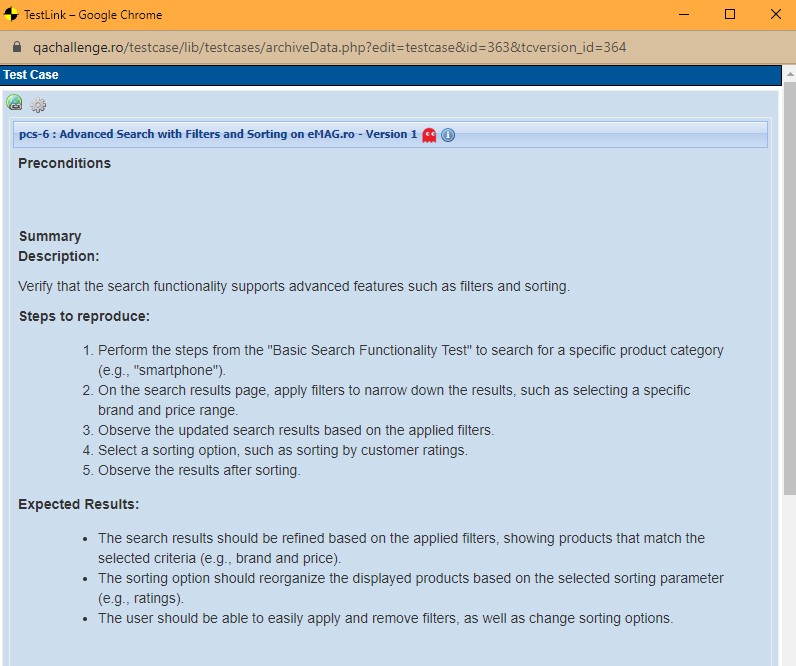 TestLink – Google Chrome
qachallenge.ro/testcase/lib/testcases/archiveData.php?edit=testcase&id=363&tcversion_id=364
Test Case
pcs-6 : Advanced Search with Filters and Sorting on eMAG.ro - Version 1
Preconditions
Summary
Description:
Verify that the search functionality supports advanced features such as filters and sorting.
Steps to reproduce:
1. Perform the steps from the "Basic Search Functionality Test" to search for a specific product category
(e.g., "smartphone").
2. On the search results page, apply filters to narrow down the results, such as selecting a specific
brand and price range.
3. Observe the updated search results based on the applied filters.
4. Select a sorting option, such as sorting by customer ratings.
5. Observe the results after sorting.
Expected Results:
• The search results should be refined based on the applied filters, showing products that match the
selected criteria (e.g., brand and price).
• The sorting option should reorganize the displayed products based on the selected sorting parameter
(e.g., ratings).
• The user should be able to easily apply and remove filters, as well as change sorting options.